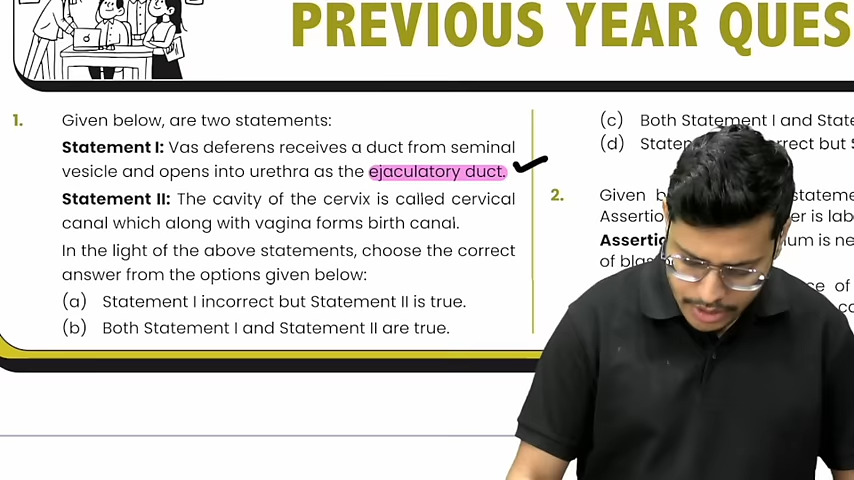 PREVIOUS YEAR QUES
1. Given below, are two statements:
Statement I: Vas deferens receives a duct from seminal
vesicle and opens into urethra as the ejaculatory duct.
Statement II: The cavity of the cervix is called cervical
canal which along with vagina forms birth canal.
In the light of the above statements, choose the correct
answer from the options given below:
(a) Statement I incorrect but Statement II is true.
(b) Both Statement I and Statement II are true.
(c) Both Statement I and State
(d) State rrect but S
2. Given b stateme
Assertio er is lab
Assertio um is ne
of blas
ce of